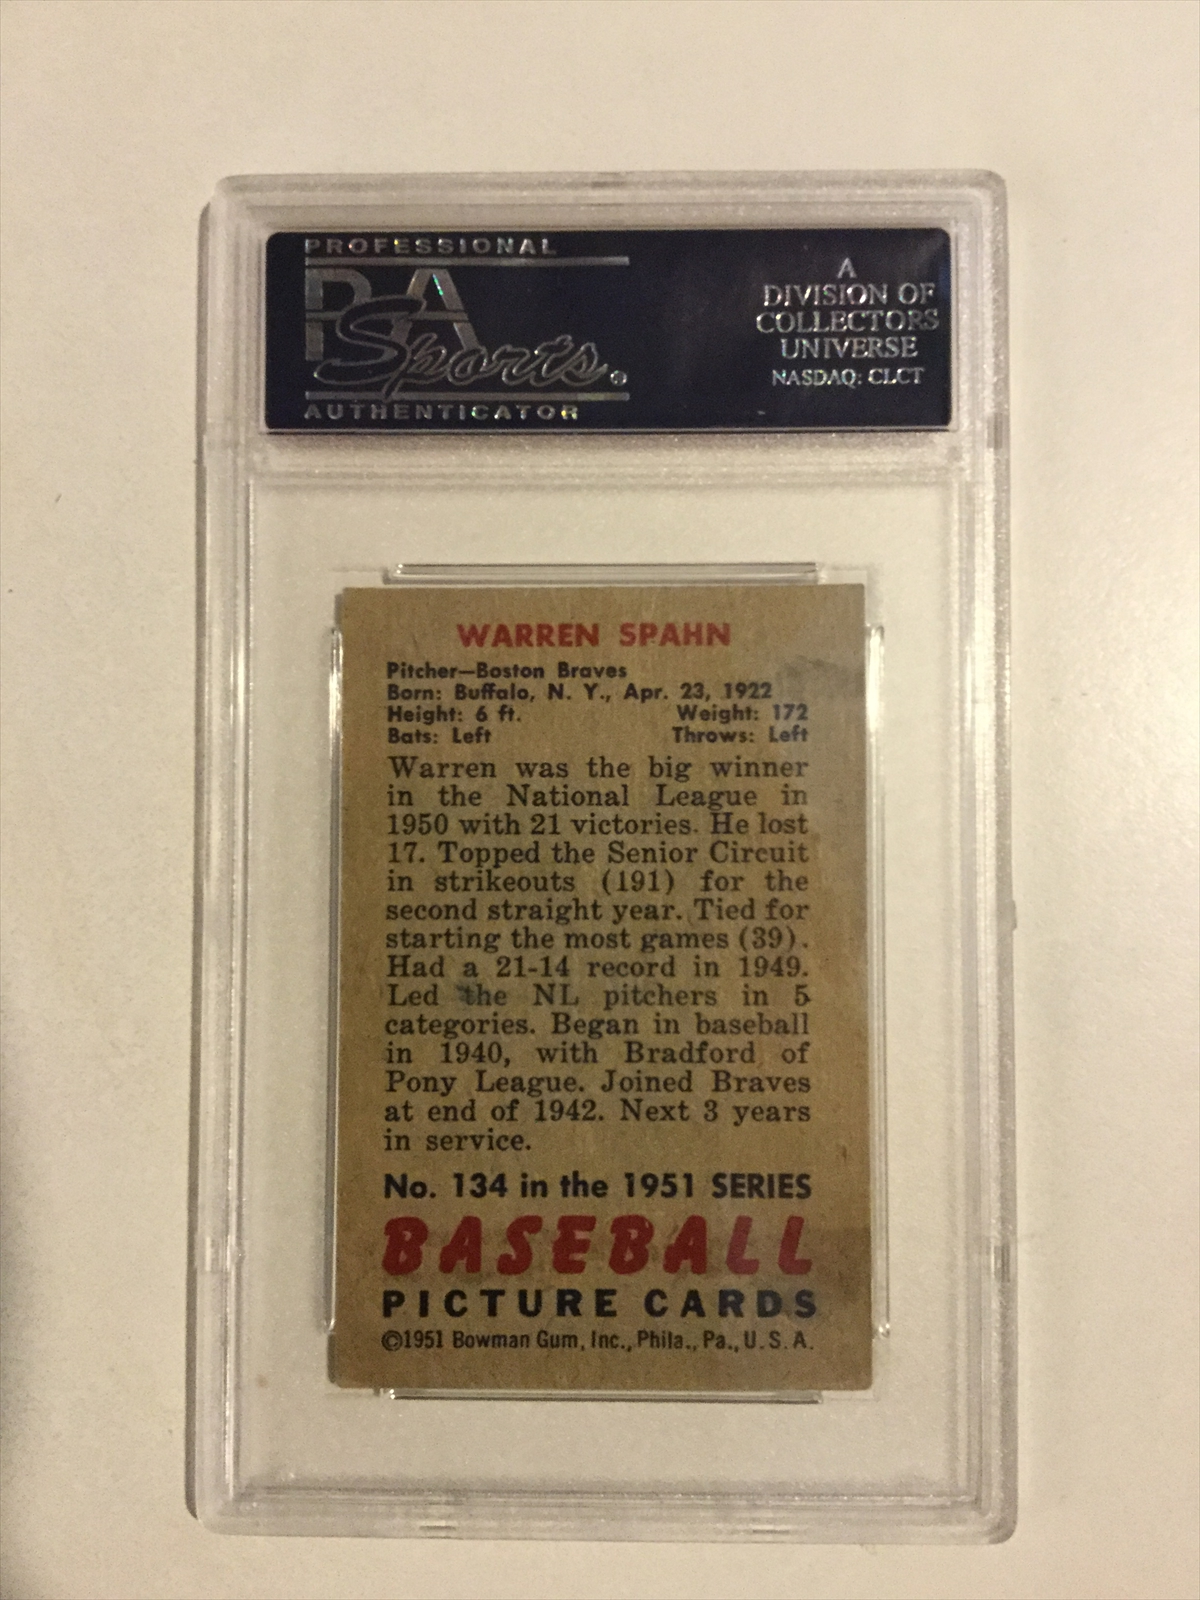 PROFESSIONAL
PSA
Sports®
AUTHENTICATOR
A
DIVISION OF
COLLECTORS
UNIVERSE
NASDAQ: CLCT
WARREN SPAHN
Pitcher—Boston Braves
Born: Buffalo, N. Y., Apr. 23, 1922
Height: 6 ft. Weight: 172
Bats: Left Throws: Left
Warren was the big winner
in the National League in
1950 with 21 victories. He lost
17. Topped the Senior Circuit
in strikeouts (191) for the
second straight year. Tied for
starting the most games (39).
Had a 21-14 record in 1949.
Led the NL pitchers in 5
categories. Began in baseball
in 1940, with Bradford of
Pony League. Joined Braves
at end of 1942. Next 3 years
in service.
No. 134 in the 1951 SERIES
BASEBALL
PICTURE CARDS
©1951 Bowman Gum, Inc., Phila., Pa., U. S. A.